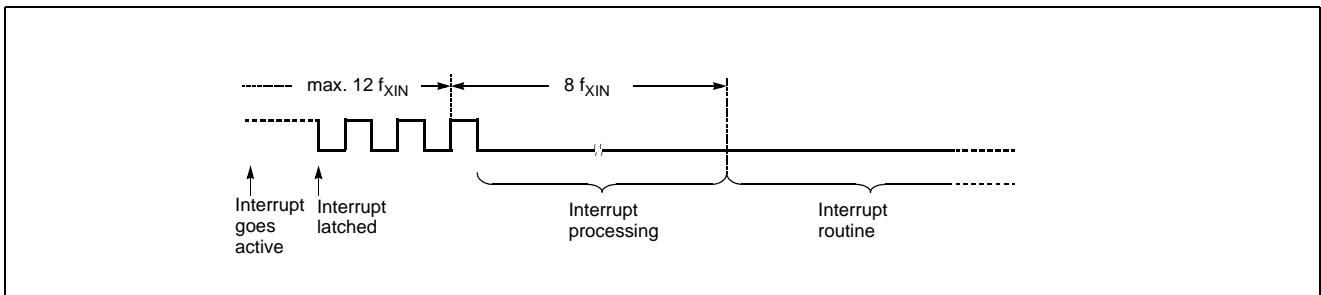 max. 12 fXIN
8 fXIN
Interrupt
goes
active
Interrupt
latched
Interrupt
processing
Interrupt
routine